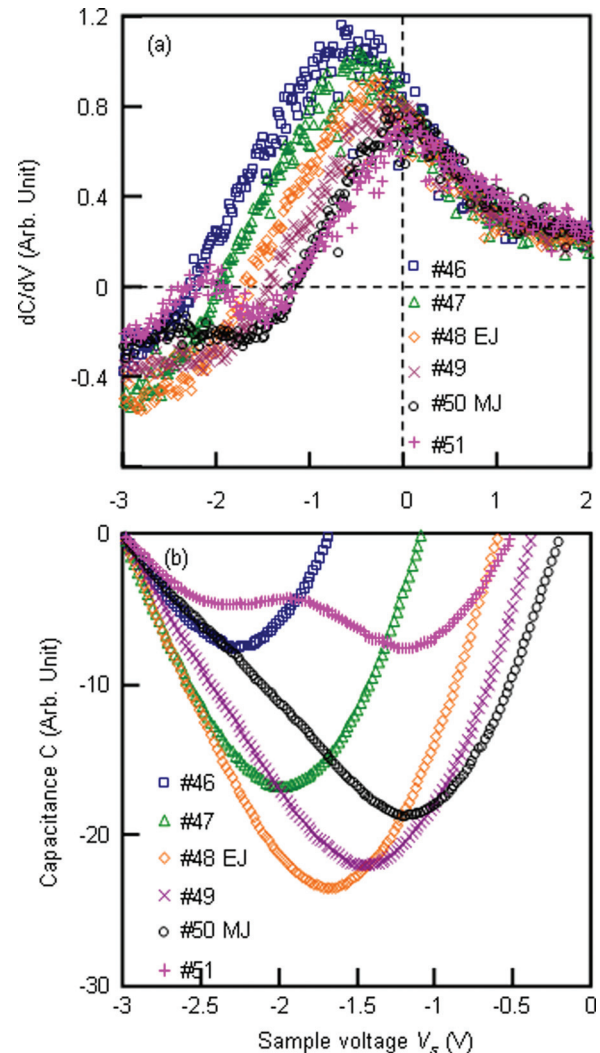 1.2
(a)
0.8
0.4
0
-0.4
dC/dV (Arb. Unit)
#46
#47
#48 EJ
#49
#50 MJ
#51
-3 -2 -1 0 1 2
0
(b)
-10
-20
-30
Capacitance C (Arb. Unit)
#46
#47
#48 EJ
#49
#50 MJ
#51
-3 -2.5 -2 -1.5 -1 -0.5 0
Sample voltage Vs (V)